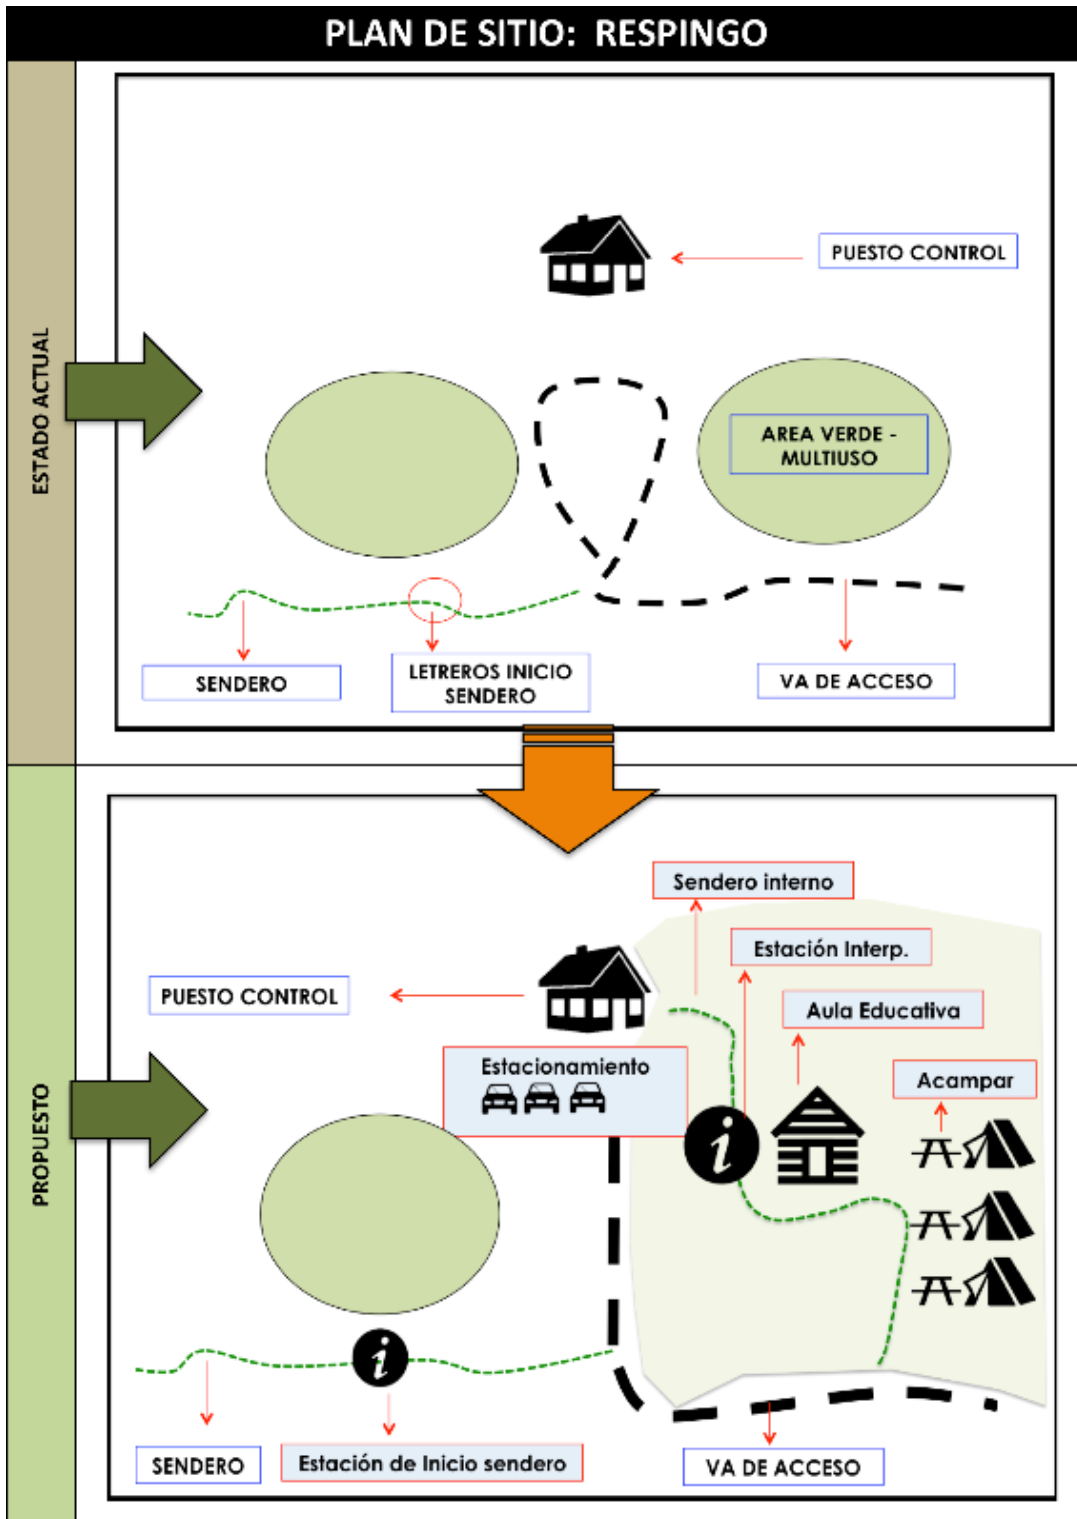 PLAN DE SITIO: RESPINGO
ESTADO ACTUAL
PUESTO CONTROL
AREA VERDE -
MULTIUSO
SENDERO
LETREROS INICIO
SENDERO
VA DE ACCESO
PROPUESTO
Sendero interno
Estación Interp.
PUESTO CONTROL
Aula Educativa
Estacionamiento
Acampar
i
i
SENDERO
Estación de Inicio sendero
VA DE ACCESO